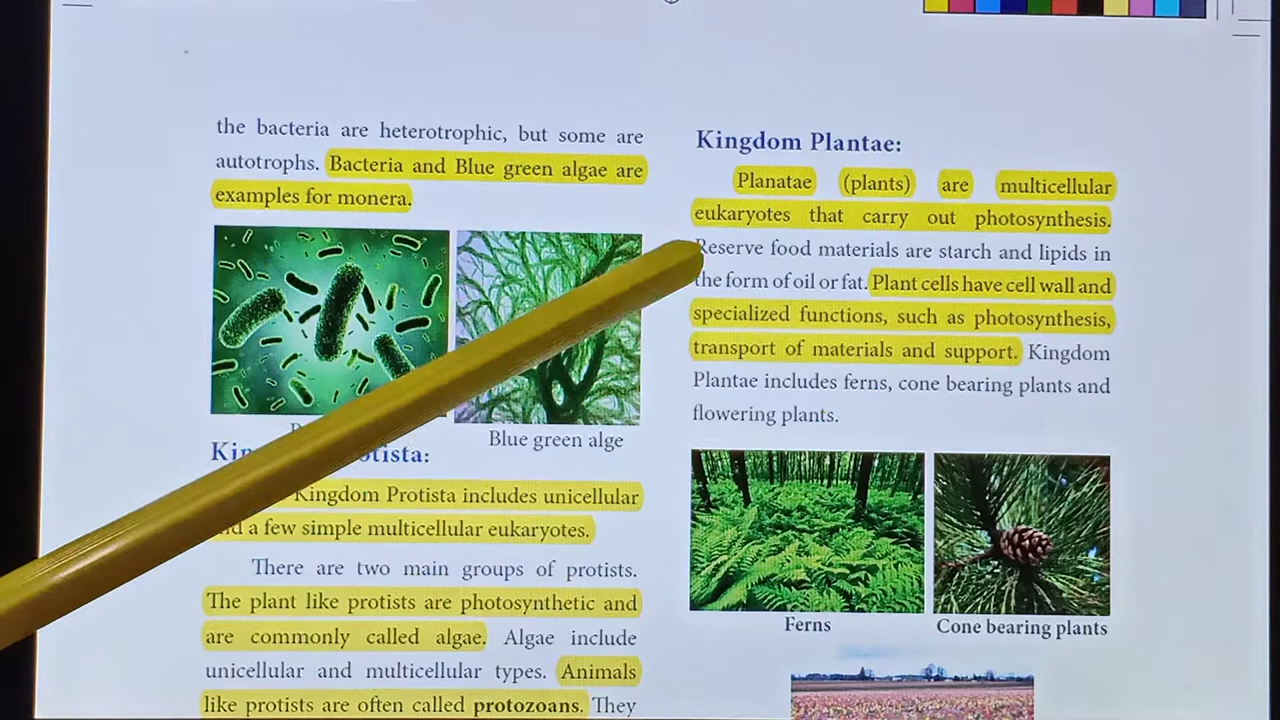 the bacteria are heterotrophic, but some are
autotrophs. Bacteria and Blue green algae are
examples for monera.
Blue green alge
Kingdom Protista includes unicellular
a few simple multicellular eukaryotes.
There are two main groups of protists.
The plant like protists are photosynthetic and
are commonly called algae. Algae include
unicellular and multicellular types. Animals
like protists are often called protozoans. They
Kingdom Plantae:
Planatae (plants) are multicellular
eukaryotes that carry out photosynthesis.
Reserve food materials are starch and lipids in
the form of oil or fat. Plant cells have cell wall and
specialized functions, such as photosynthesis,
transport of materials and support. Kingdom
Plantae includes ferns, cone bearing plants and
flowering plants.
Ferns
Cone bearing plants